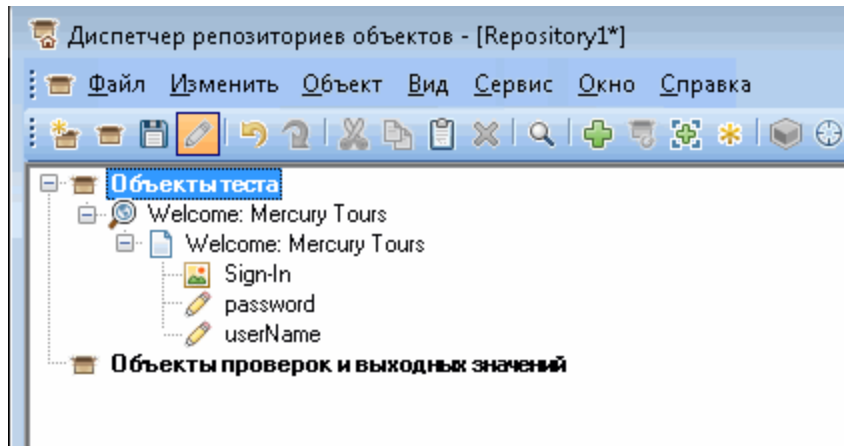 Диспетчер репозиториев объектов - [Repository1*]
Файл Изменить Объект Вид Сервис Окно Справка
Объекты теста
Welcome: Mercury Tours
Welcome: Mercury Tours
Sign-In
password
userName
Объекты проверок и выходных значений